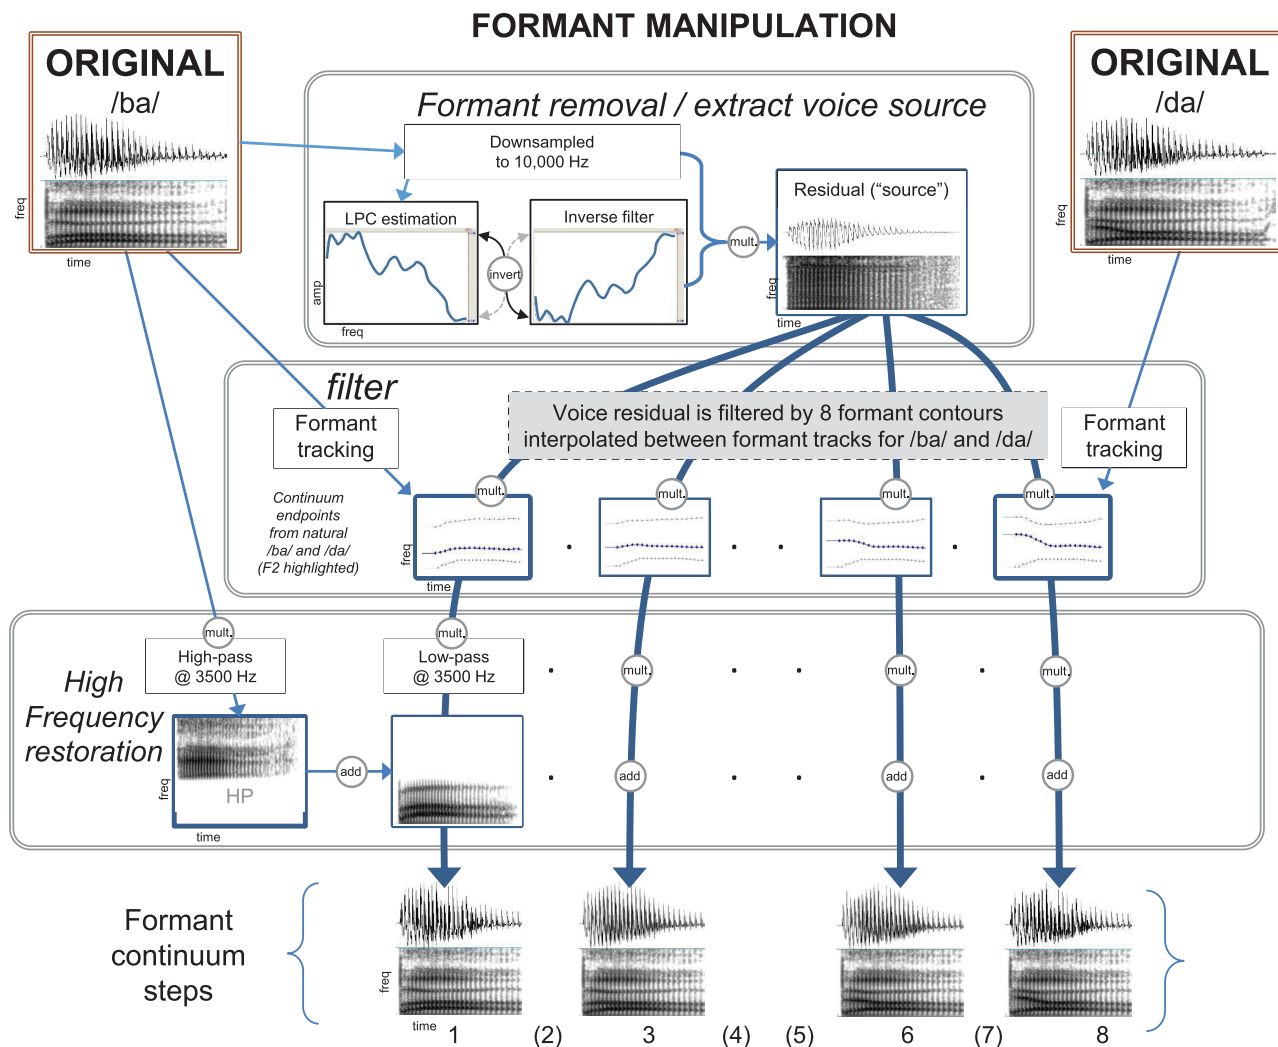 FORMANT MANIPULATION
ORIGINAL
/ba/
freq
time
ORIGINAL
/da/
freq
time
Formant removal / extract voice source
Downsampled
to 10,000 Hz
LPC estimation
amp
freq
invert
Inverse filter
mult.
Residual (“source”)
freq
time
filter
Formant
tracking
Voice residual is filtered by 8 formant contours
interpolated between formant tracks for /ba/ and /da/
Formant
tracking
Continuum
endpoints
from natural
/ba/ and /da/
(F2 highlighted)
mult.
mult.
mult.
mult.
freq
time
High
Frequency
restoration
mult.
High-pass
@ 3500 Hz
mult.
Low-pass
@ 3500 Hz
mult.
mult.
mult.
freq
HP
time
add
add
add
add
Formant
continuum
steps
freq
time
1 (2) 3 (4) (5) 6 (7) 8